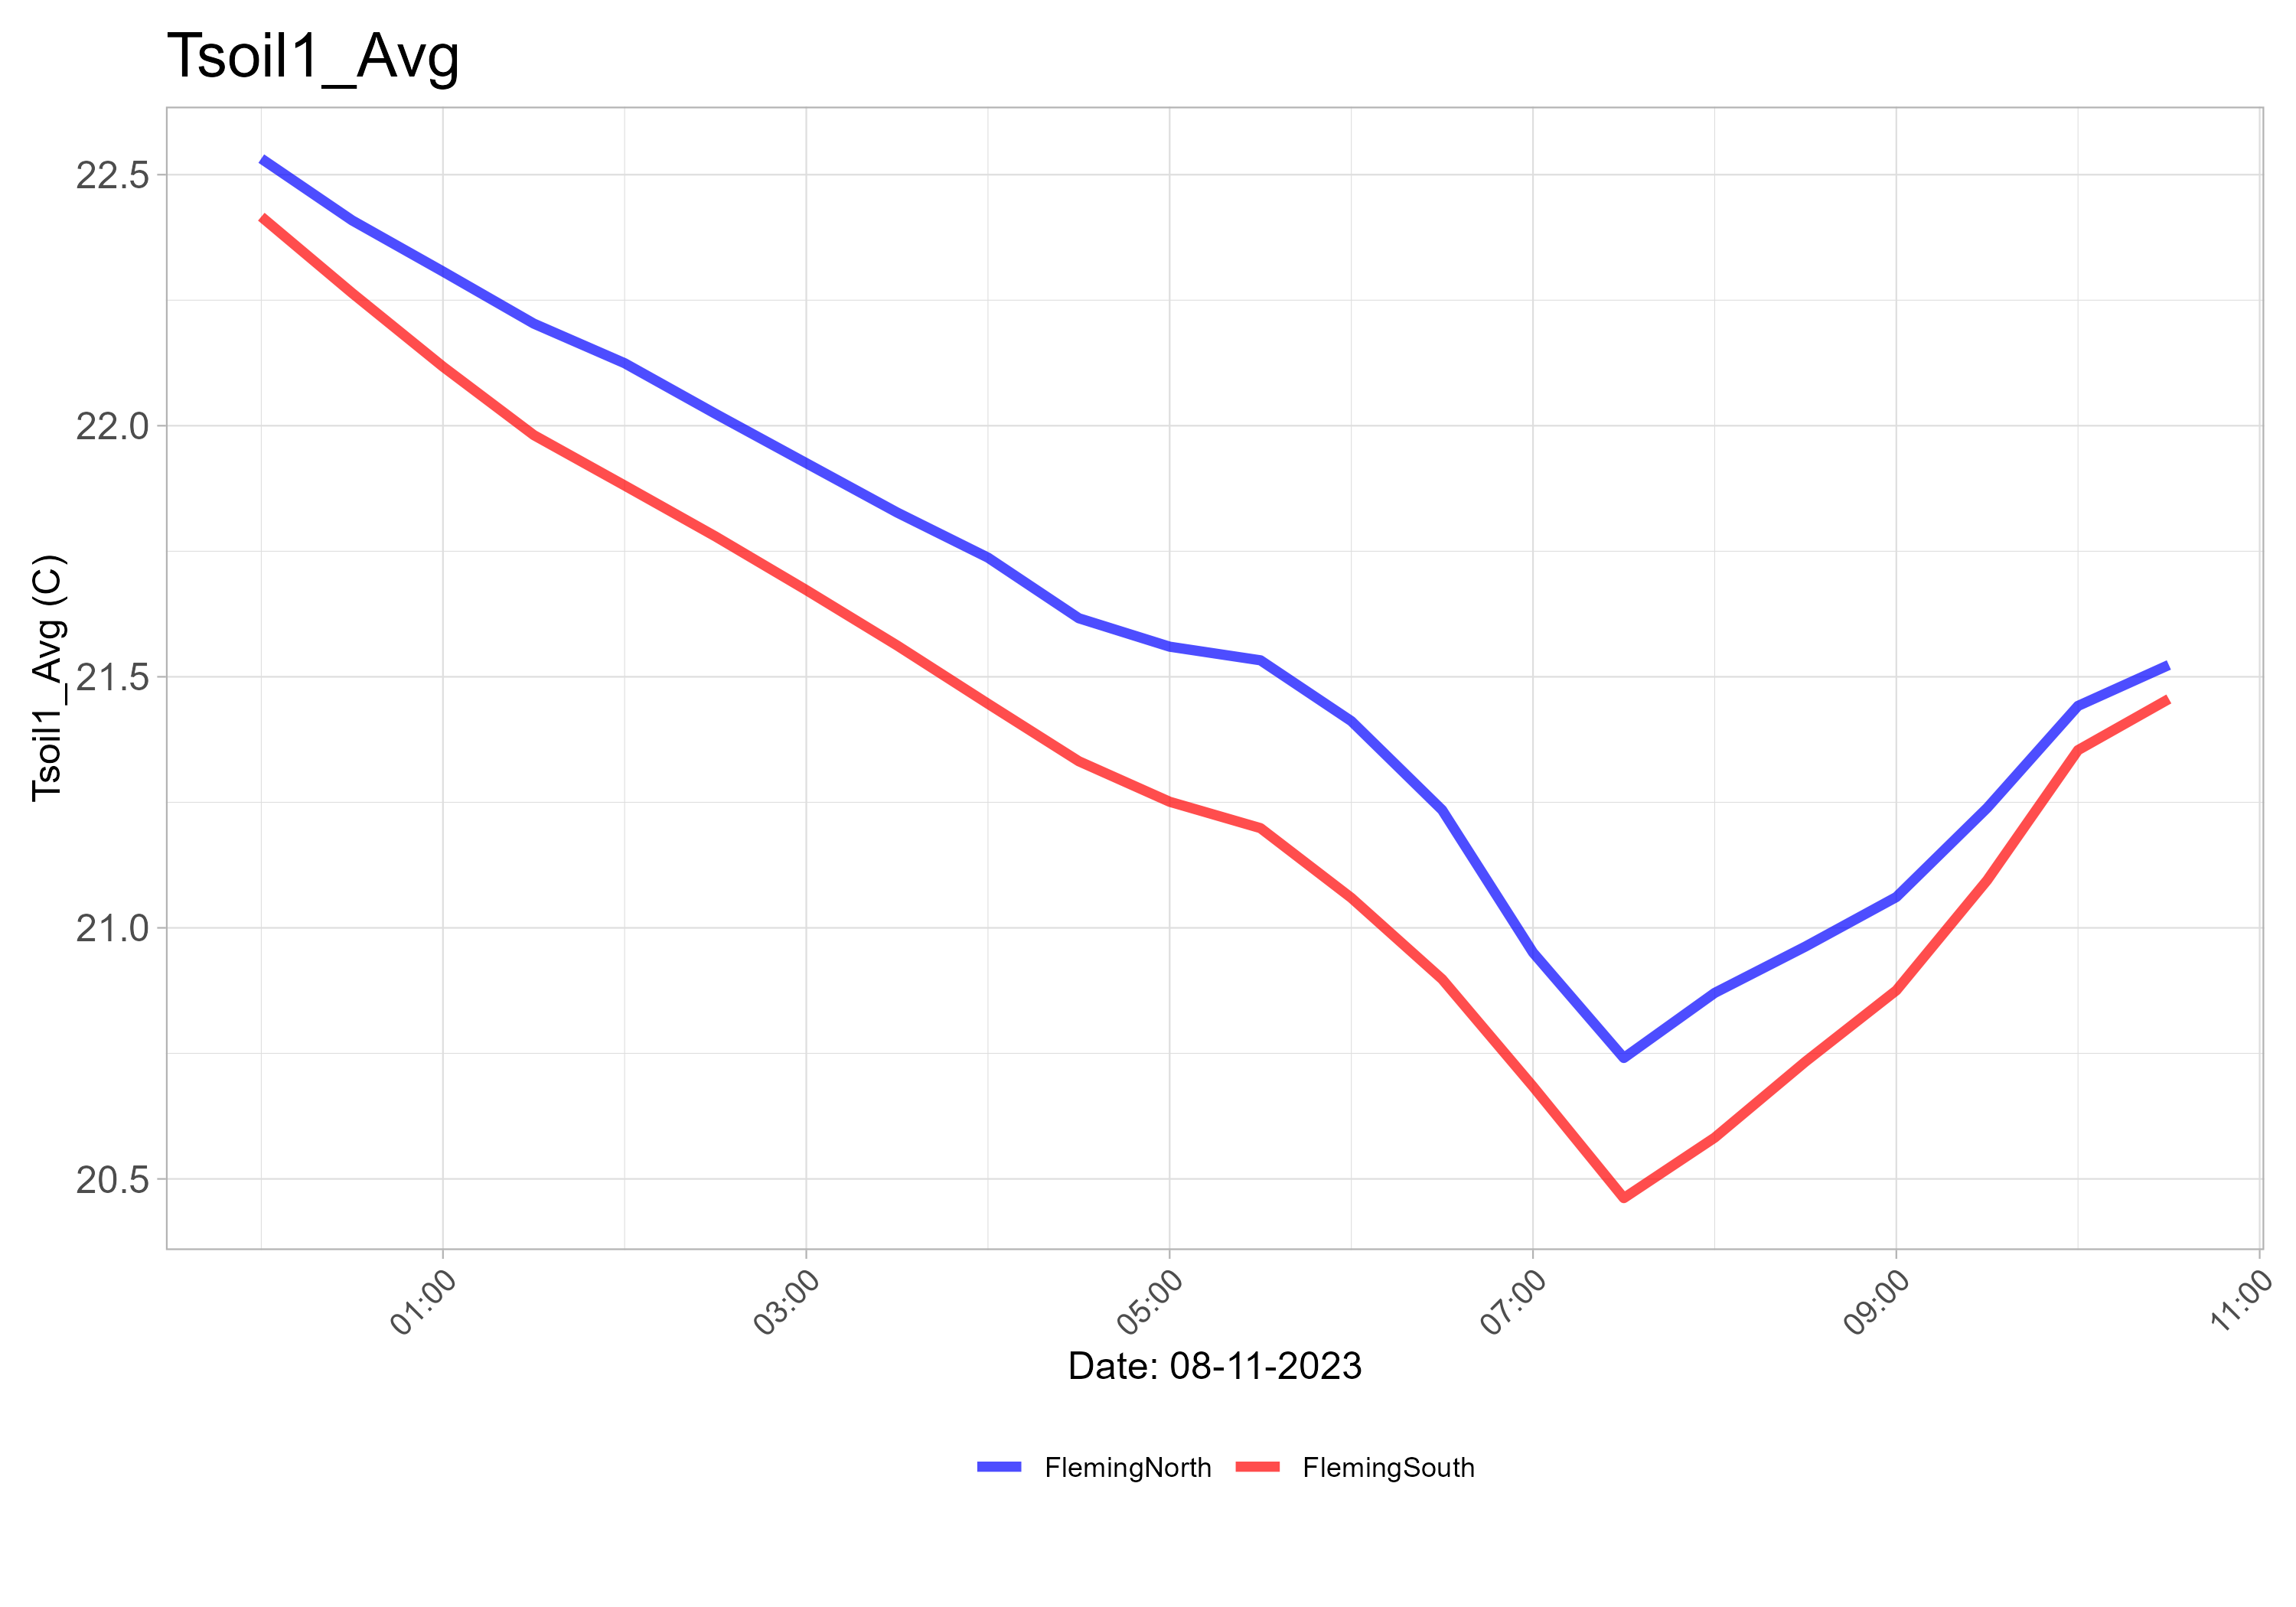 Tsoil1_Avg
Tsoil1_Avg (C)
22.5
22.0
21.5
21.0
20.5
01:00 03:00 05:00 07:00 09:00 11:00
Date: 08-11-2023
FlemingNorth FlemingSouth